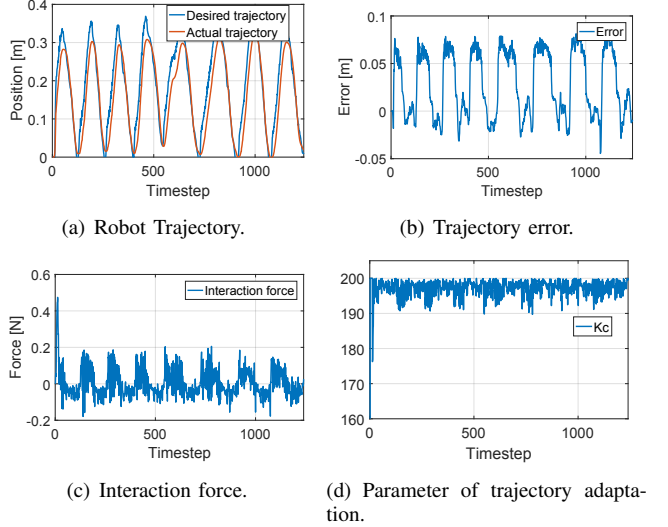 0.4
0.3
0.2
0.1
0
Position [m]
Desired trajectory
Actual trajectory
0
500
1000
Timestep
(a) Robot Trajectory.
0.1
0.05
0
-0.05
Error [m]
Error
0
500
1000
Timestep
(b) Trajectory error.
0.6
0.4
0.2
0
-0.2
Force [N]
Interaction force
0
500
1000
Timestep
(c) Interaction force.
200
190
180
170
160
Kc
0
500
1000
Timestep
(d) Parameter of trajectory adapta-
tion.